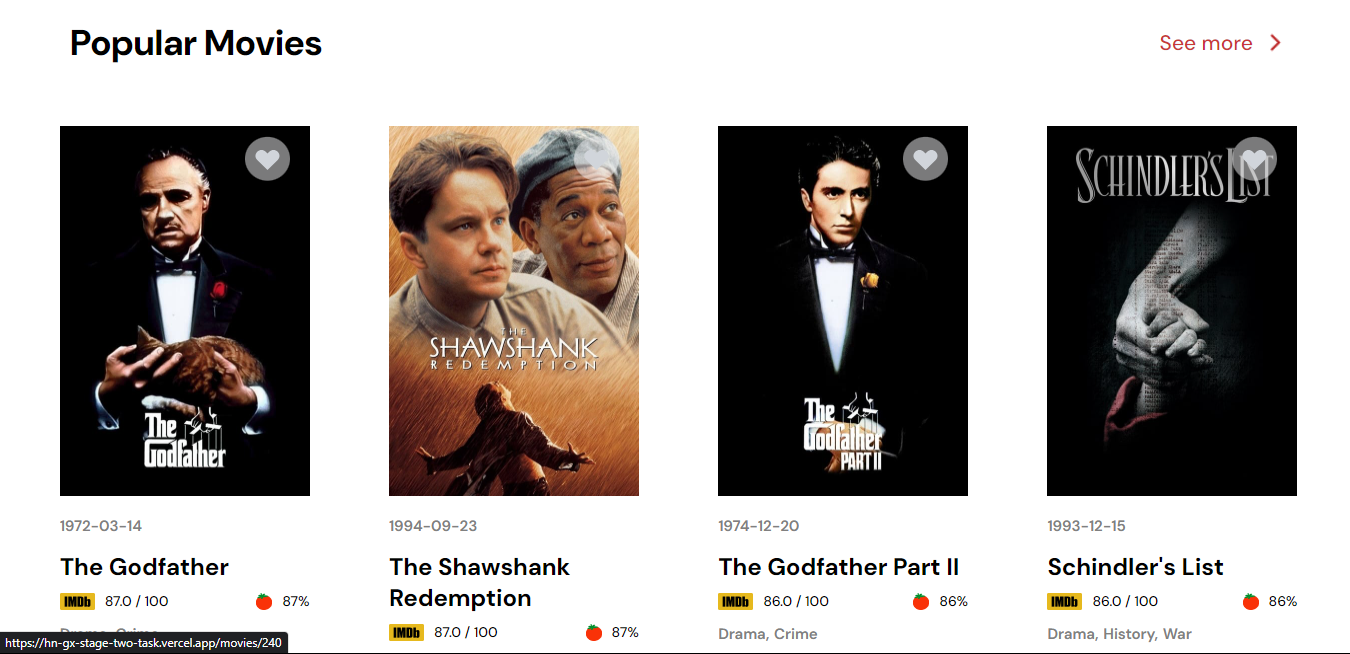 Popular Movies
See more
THE
SHAWSHANK
REDEMPTION
The
Godfather
The
Godfather
PART II
SCHINDLER'S LIST
1972-03-14
1994-09-23
1974-12-20
1993-12-15
The Godfather
The Shawshank
Redemption
The Godfather Part II
Schindler's List
IMDb 87.0 / 100
87%
IMDb 87.0 / 100
87%
IMDb 86.0 / 100
86%
IMDb 86.0 / 100
86%
Drama, Crime
Drama, Crime
Drama, History, War
https://hn-gx-stage-two-task.vercel.app/movies/240